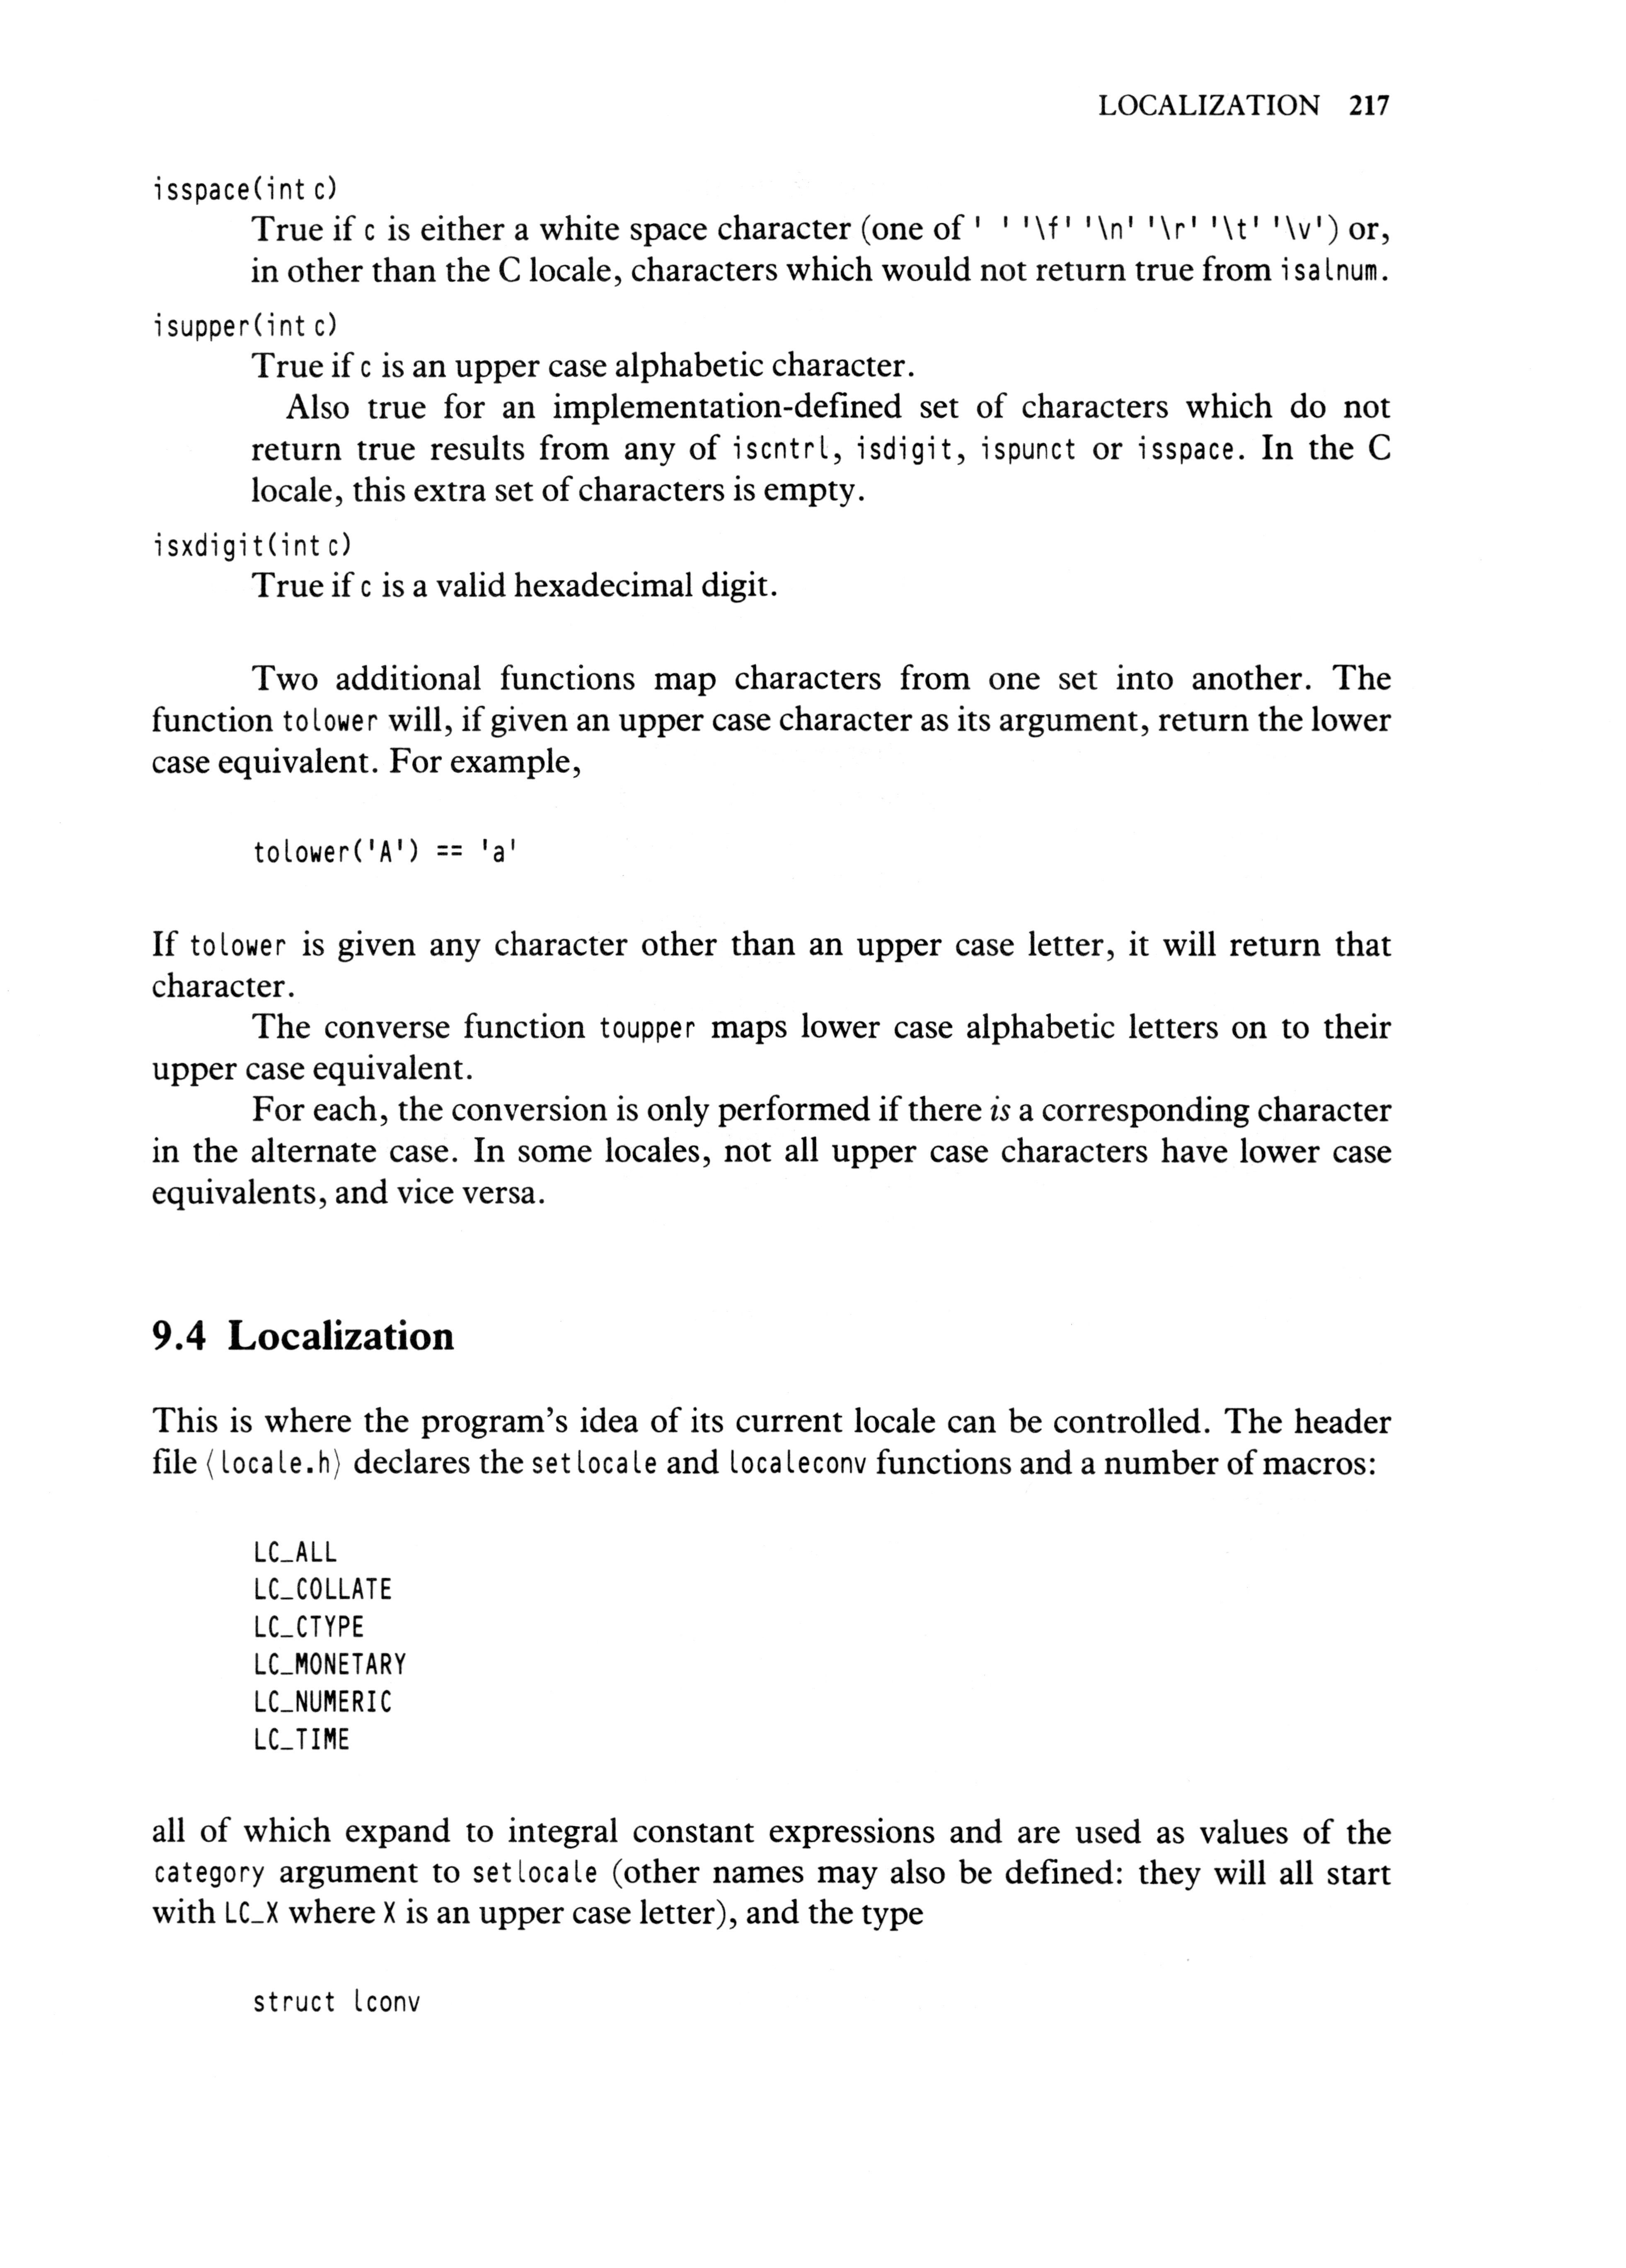 LOCALIZATION 217
isspace(int c)
True if c is either a white space character (one of ' ' '\f' '\n' '\r' '\t' '\v') or,
in other than the C locale, characters which would not return true from isalnum.
isupper(int c)
True if c is an upper case alphabetic character.
Also true for an implementation-defined set of characters which do not
return true results from any of iscntrl, isdigit, ispunct or isspace. In the C
locale, this extra set of characters is empty.
isxdigit(int c)
True if c is a valid hexadecimal digit.
Two additional functions map characters from one set into another. The
function tolower will, if given an upper case character as its argument, return the lower
case equivalent. For example,
tolower('A') == 'a'
If tolower is given any character other than an upper case letter, it will return that
character.
The converse function toupper maps lower case alphabetic letters on to their
upper case equivalent.
For each, the conversion is only performed if there is a corresponding character
in the alternate case. In some locales, not all upper case characters have lower case
equivalents, and vice versa.
9.4 Localization
This is where the program's idea of its current locale can be controlled. The header
file ⟨locale.h⟩ declares the setlocale and localeconv functions and a number of macros:
LC_ALL
LC_COLLATE
LC_CTYPE
LC_MONETARY
LC_NUMERIC
LC_TIME
all of which expand to integral constant expressions and are used as values of the
category argument to setlocale (other names may also be defined: they will all start
with LC_X where X is an upper case letter), and the type
struct lconv